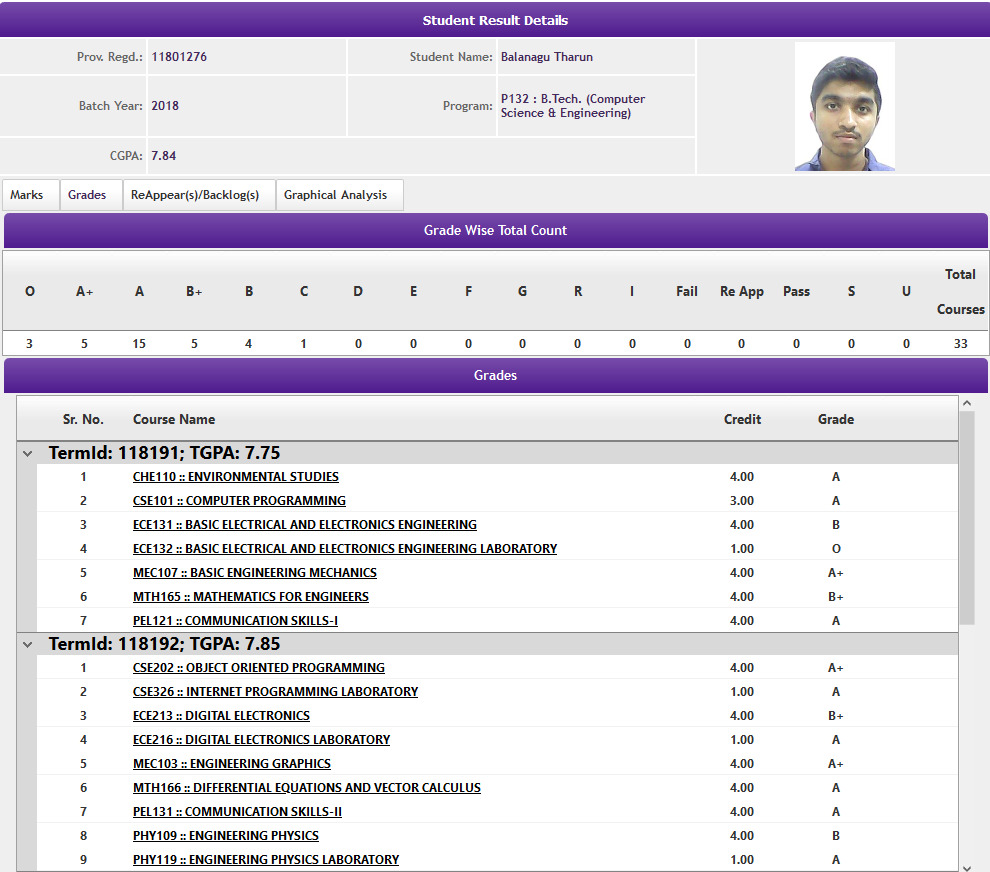 Student Result Details
Prov. Regd.: 11801276 Student Name: Balanagu Tharun
Batch Year: 2018 Program: P132 : B.Tech. (Computer
Science & Engineering)
CGPA: 7.84
Marks Grades ReAppear(s)/Backlog(s) Graphical Analysis
Grade Wise Total Count
O A+ A B+ B C D E F G R I Fail Re App Pass S U Total Courses
3 5 15 5 4 1 0 0 0 0 0 0 0 0 0 0 0 33
Grades
Sr. No. Course Name Credit Grade
TermId: 118191; TGPA: 7.75
1 CHE110 :: ENVIRONMENTAL STUDIES 4.00 A
2 CSE101 :: COMPUTER PROGRAMMING 3.00 A
3 ECE131 :: BASIC ELECTRICAL AND ELECTRONICS ENGINEERING 4.00 B
4 ECE132 :: BASIC ELECTRICAL AND ELECTRONICS ENGINEERING LABORATORY 1.00 O
5 MEC107 :: BASIC ENGINEERING MECHANICS 4.00 A+
6 MTH165 :: MATHEMATICS FOR ENGINEERS 4.00 B+
7 PEL121 :: COMMUNICATION SKILLS-I 4.00 A
TermId: 118192; TGPA: 7.85
1 CSE202 :: OBJECT ORIENTED PROGRAMMING 4.00 A+
2 CSE326 :: INTERNET PROGRAMMING LABORATORY 1.00 A
3 ECE213 :: DIGITAL ELECTRONICS 4.00 B+
4 ECE216 :: DIGITAL ELECTRONICS LABORATORY 1.00 A
5 MEC103 :: ENGINEERING GRAPHICS 4.00 A+
6 MTH166 :: DIFFERENTIAL EQUATIONS AND VECTOR CALCULUS 4.00 A
7 PEL131 :: COMMUNICATION SKILLS-II 4.00 A
8 PHY109 :: ENGINEERING PHYSICS 4.00 B
9 PHY119 :: ENGINEERING PHYSICS LABORATORY 1.00 A